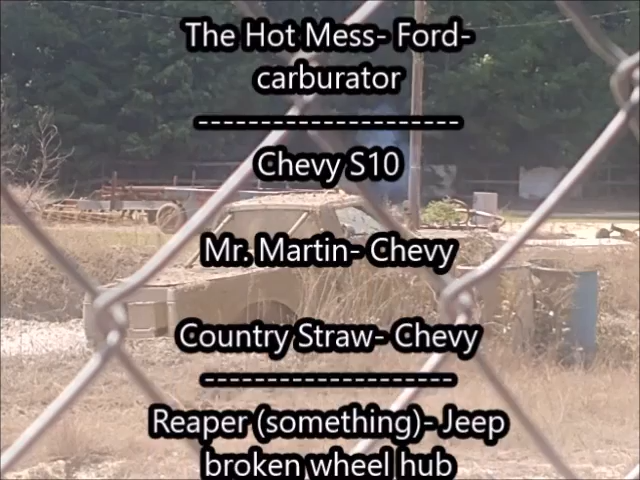 The Hot Mess- Ford-
carburator
---------------------
Chevy S10
Mr. Martin- Chevy
Country Straw- Chevy
--------------------
Reaper (something)- Jeep
broken wheel hub